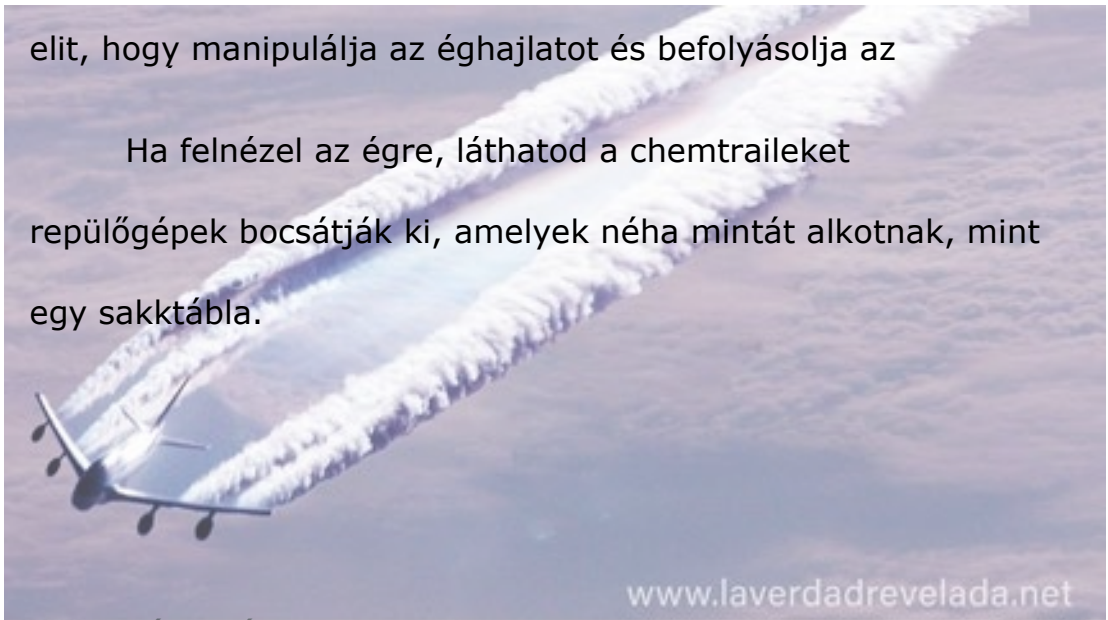 elit, hogy manipulálja az éghajlatot és befolyásolja az
Ha felnézel az égre, láthatod a chemtraileket
repülőgépek bocsátják ki, amelyek néha mintát alkotnak, mint
egy sakktábla.
www.laverdadrevelada.net